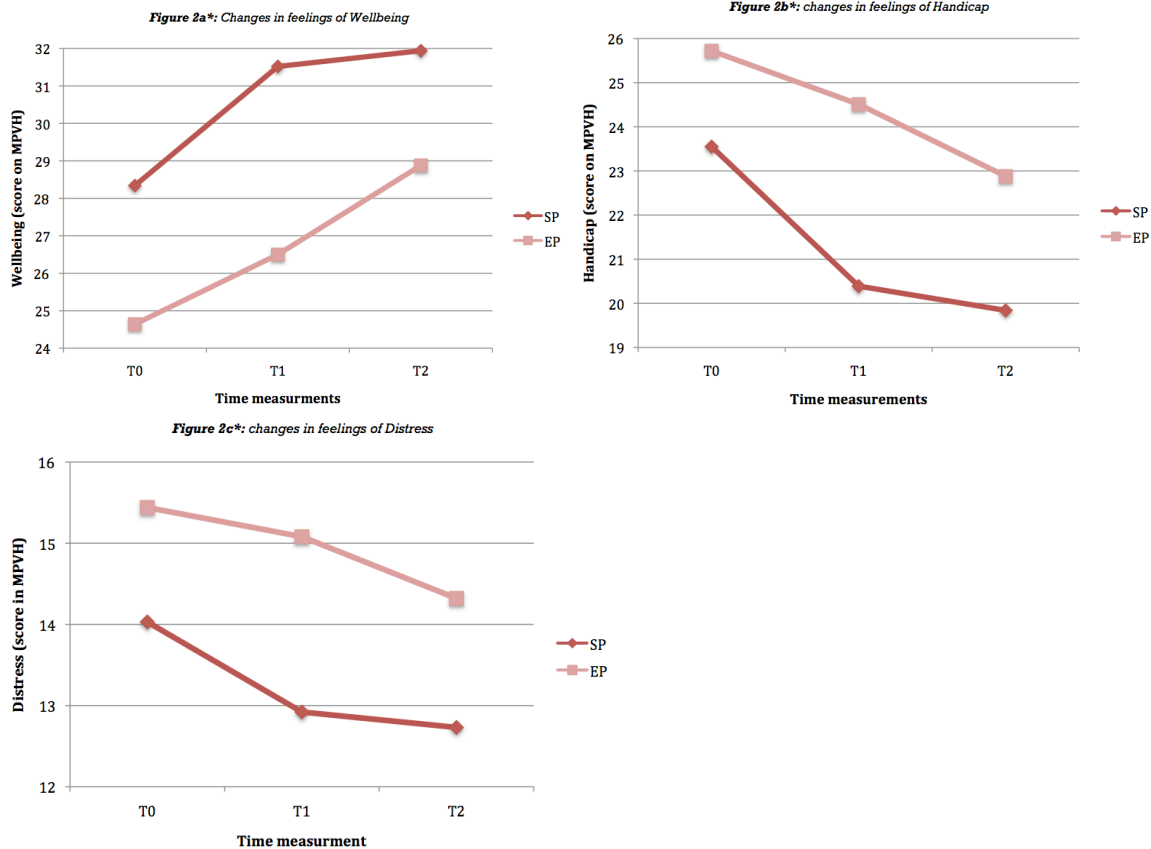 Figure 2a*: Changes in feelings of Wellbeing
Wellbeing (score on MPVH)
32
31
30
29
28
27
26
25
24
T0
T1
T2
Time measurments
SP
EP
Figure 2b*: changes in feelings of Handicap
Handicap (score on MPVH)
26
25
24
23
22
21
20
19
T0
T1
T2
Time measurements
SP
EP
Figure 2c*: changes in feelings of Distress
Distress (score in MPVH)
16
15
14
13
12
T0
T1
T2
Time measurment
SP
EP